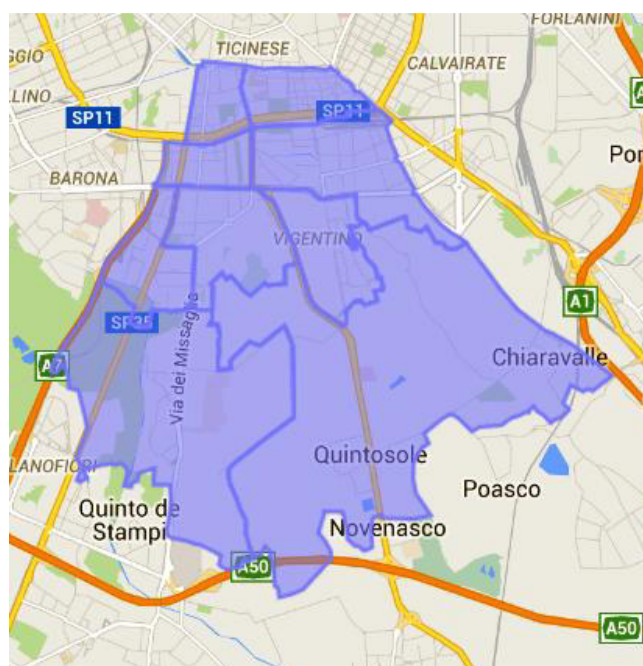 FORLANINI
TICINESE
GGIO
CALVAIRATE
LLINO
SP11
SP11
Por
BARONA
VIGENTINO
A1
SP35
Via dei Missaglia
Chiaravalle
A7
LANOFIORI
Quintosole
Poasco
Quinto de
Stampi
Novenasco
A50
A50